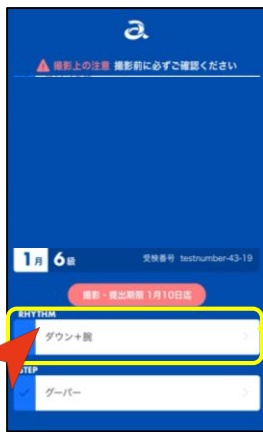 a
撮影上の注意 撮影前に必ずご確認ください
1月 6級 受検番号 testnumber-43-19
撮影・提出期限 1月10日迄
RHYTHM
ダウン+腕
STEP
グーパー